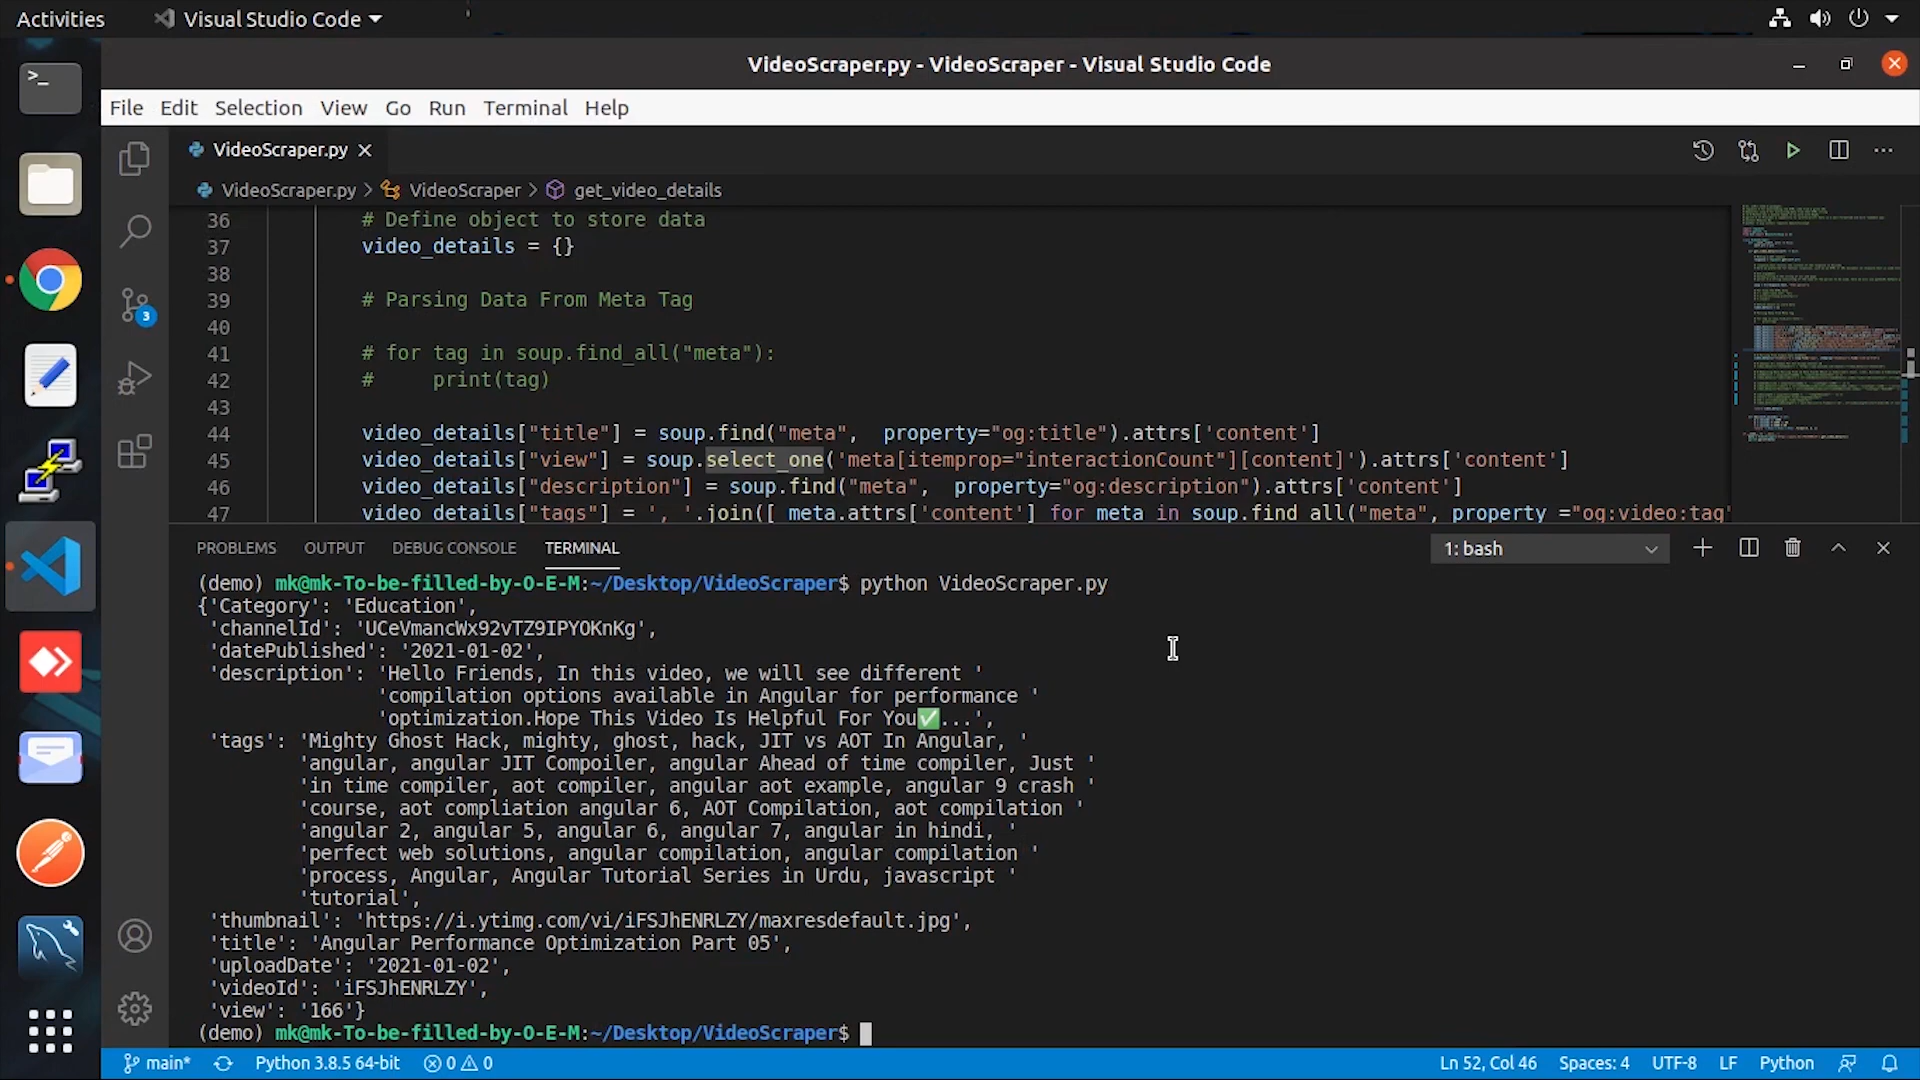 Activities
Visual Studio Code
VideoScraper.py - VideoScraper - Visual Studio Code
File Edit Selection View Go Run Terminal Help
VideoScraper.py
VideoScraper.py > VideoScraper > get_video_details
36 # Define object to store data
37 video_details = {}
38
39 # Parsing Data From Meta Tag
40
41 # for tag in soup.find_all("meta"):
42 # print(tag)
43
44 video_details["title"] = soup.find("meta",  property="og:title").attrs['content']
45 video_details["view"] = soup.select_one('meta[itemprop="interactionCount"][content]').attrs['content']
46 video_details["description"] = soup.find("meta",  property="og:description").attrs['content']
47 video_details["tags"] = ', '.join([ meta.attrs['content'] for meta in soup.find_all("meta", property ="og:video:tag"
3
PROBLEMS OUTPUT DEBUG CONSOLE TERMINAL
1: bash
(demo) mk@mk-To-be-filled-by-O-E-M:~/Desktop/VideoScraper$ python VideoScraper.py
{'Category': 'Education',
'channelId': 'UCeVmancWx92vTZ9IPYOKnKg',
'datePublished': '2021-01-02',
'description': 'Hello Friends, In this video, we will see different '
'compilation options available in Angular for performance '
'optimization.Hope This Video Is Helpful For You✅...',
'tags': 'Mighty Ghost Hack, mighty, ghost, hack, JIT vs AOT In Angular, '
'angular, angular JIT Compoiler, angular Ahead of time compiler, Just '
'in time compiler, aot compiler, angular aot example, angular 9 crash '
'course, aot compliation angular 6, AOT Compilation, aot compilation '
'angular 2, angular 5, angular 6, angular 7, angular in hindi, '
'perfect web solutions, angular compilation, angular compilation '
'process, Angular, Angular Tutorial Series in Urdu, javascript '
'tutorial',
'thumbnail': 'https://i.ytimg.com/vi/iFSJhENRLZY/maxresdefault.jpg',
'title': 'Angular Performance Optimization Part 05',
'uploadDate': '2021-01-02',
'videoId': 'iFSJhENRLZY',
'view': '166'}
(demo) mk@mk-To-be-filled-by-O-E-M:~/Desktop/VideoScraper$
main* Python 3.8.5 64-bit 0 0 Ln 52, Col 46 Spaces: 4 UTF-8 LF Python